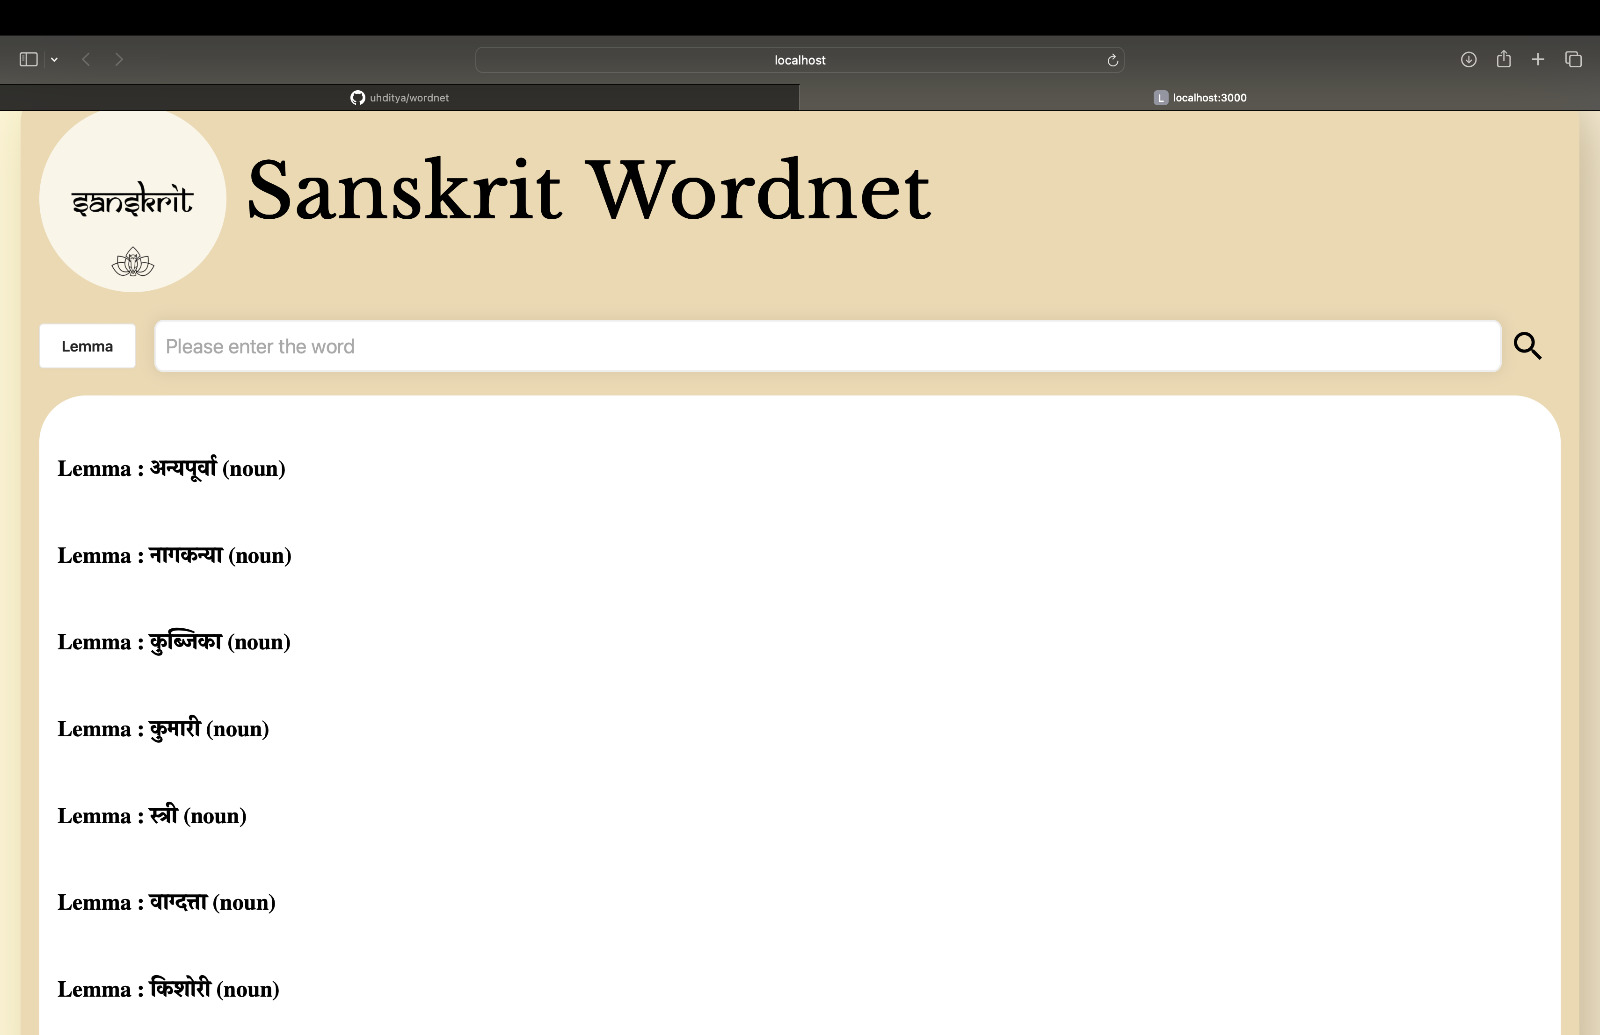 localhost
uhditya/wordnet
L localhost:3000
sanskrit
Sanskrit Wordnet
Lemma
Please enter the word
Lemma : अन्यपूर्वा (noun)
Lemma : नागकन्या (noun)
Lemma : कुब्जिका (noun)
Lemma : कुमारी (noun)
Lemma : स्त्री (noun)
Lemma : वाग्दत्ता (noun)
Lemma : किशोरी (noun)